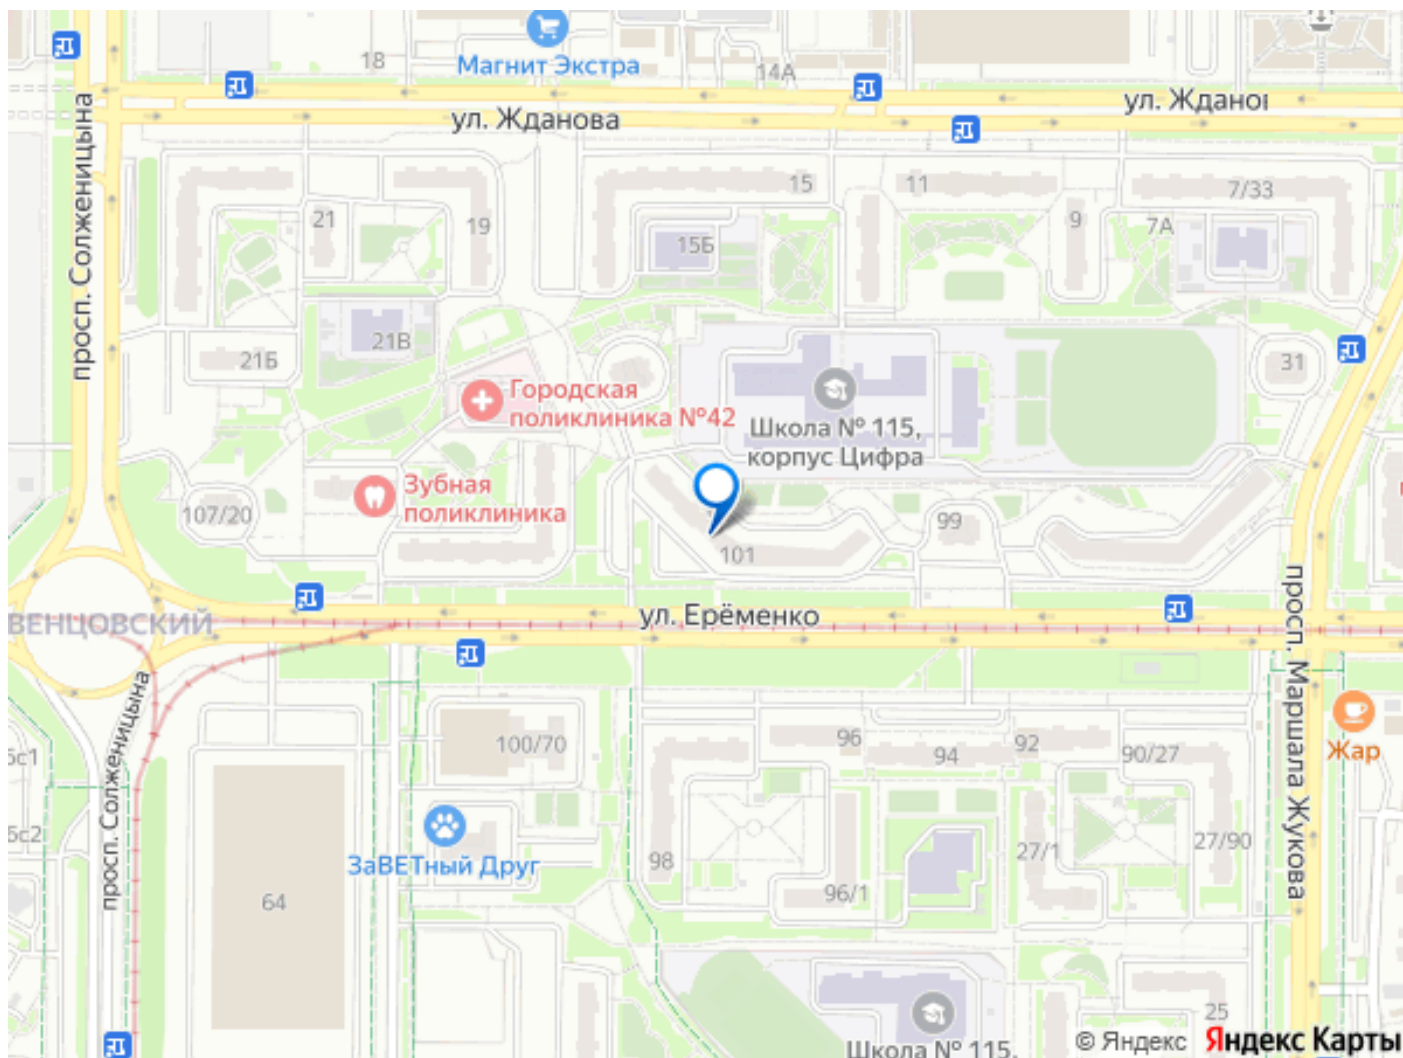 18
Магнит Экстра
14А
ул. Жданова
ул. Ждано
просп. Солженицына
21
19
15
11
9
7/33
7А
15Б
21В
21Б
31
Городская
поликлиника №42
Школа № 115,
корпус Цифра
Зубная
поликлиника
107/20
101
99
ВЕНЦОВСКИЙ
ул. Ерёменко
просп. Маршала Жукова
просп. Солженицына
100/70
96
94
92
90/27
Жар
6с1
6с2
ЗаВЕТный Друг
64
98
96/1
27/1
27/90
25
Школа № 115,
© Яндекс Яндекс Карты